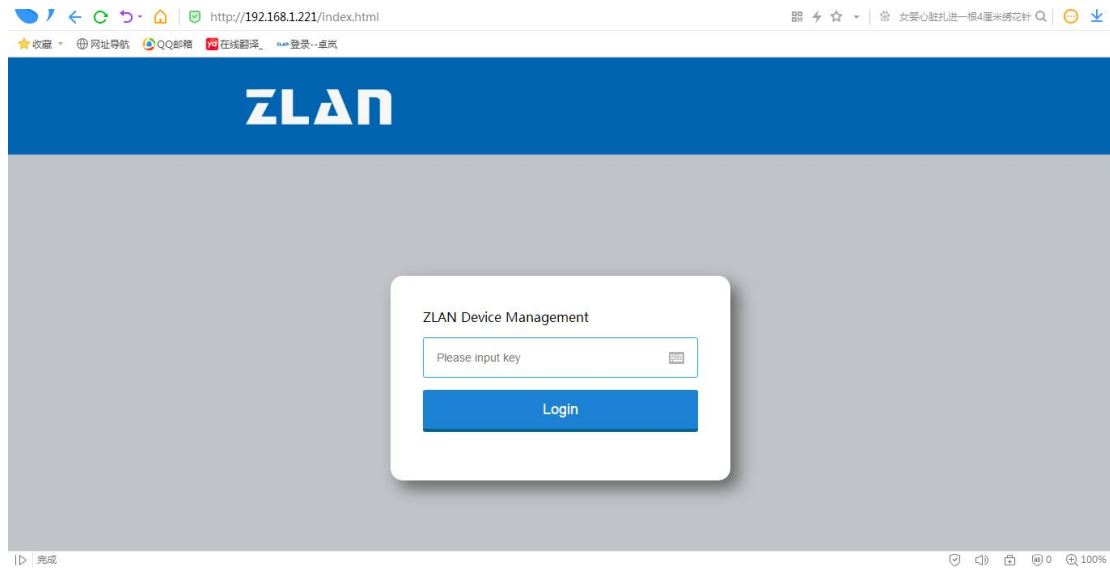 http://192.168.1.221/index.html
女婴心脏扎进一根4厘米绣花针
收藏
网址导航
QQ邮箱
yd 在线翻译_
ZLAN 登录--卓岚
ZLAN
ZLAN Device Management
Please input key
Login
完成
0
100%